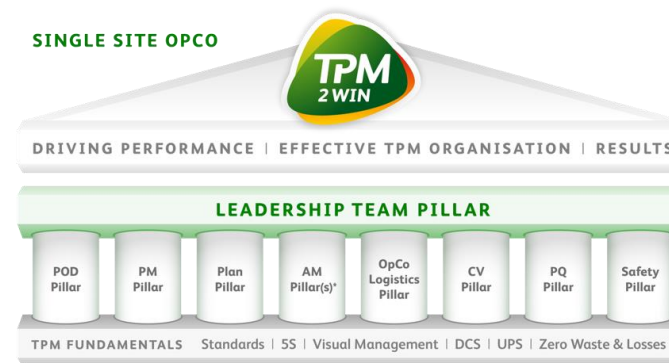 SINGLE SITE OPCO
TPM
2 WIN
DRIVING PERFORMANCE | EFFECTIVE TPM ORGANISATION | RESULTS
LEADERSHIP TEAM PILLAR
POD
Pillar
PM
Pillar
Plan
Pillar
AM
Pillar(s)*
OpCo
Logistics
Pillar
CV
Pillar
PQ
Pillar
Safety
Pillar
TPM FUNDAMENTALS Standards | 5S | Visual Management | DCS | UPS | Zero Waste & Losses